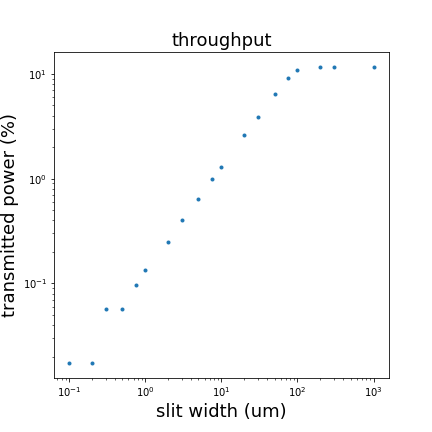 throughput
transmitted power (%)
10¹
10⁰
10⁻¹
10⁻¹ 10⁰ 10¹ 10² 10³
slit width (um)